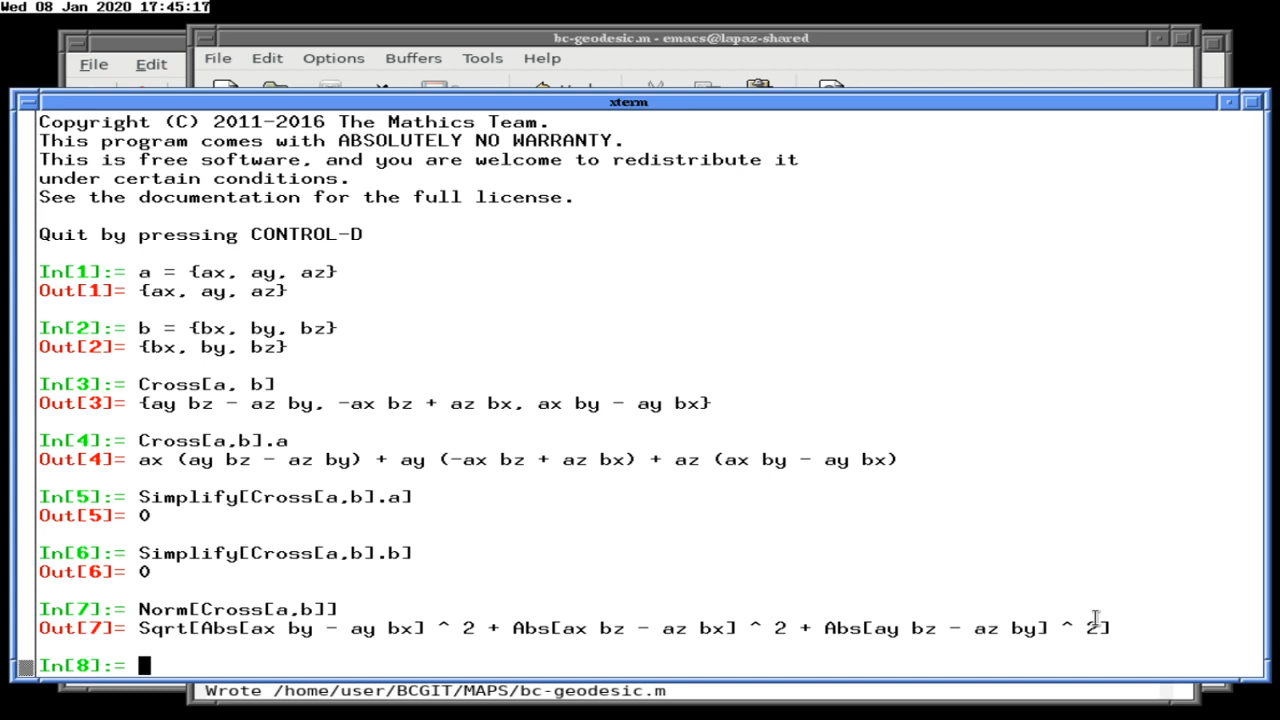 Wed 08 Jan 2020 17:45:17
bc-geodesic.m - emacs@lapaz-shared
File Edit
File Edit Options Buffers Tools Help
xterm
Copyright (C) 2011-2016 The Mathics Team.
This program comes with ABSOLUTELY NO WARRANTY.
This is free software, and you are welcome to redistribute it
under certain conditions.
See the documentation for the full license.
Quit by pressing CONTROL-D
In[1]:= a = {ax, ay, az}
Out[1]= {ax, ay, az}
In[2]:= b = {bx, by, bz}
Out[2]= {bx, by, bz}
In[3]:= Cross[a, b]
Out[3]= {ay bz - az by, -ax bz + az bx, ax by - ay bx}
In[4]:= Cross[a,b].a
Out[4]= ax (ay bz - az by) + ay (-ax bz + az bx) + az (ax by - ay bx)
In[5]:= Simplify[Cross[a,b].a]
Out[5]= 0
In[6]:= Simplify[Cross[a,b].b]
Out[6]= 0
In[7]:= Norm[Cross[a,b]]
Out[7]= Sqrt[Abs[ax by - ay bx] ^ 2 + Abs[ax bz - az bx] ^ 2 + Abs[ay bz - az by] ^ 2]
In[8]:=
Wrote /home/user/BCGIT/MAPS/bc-geodesic.m